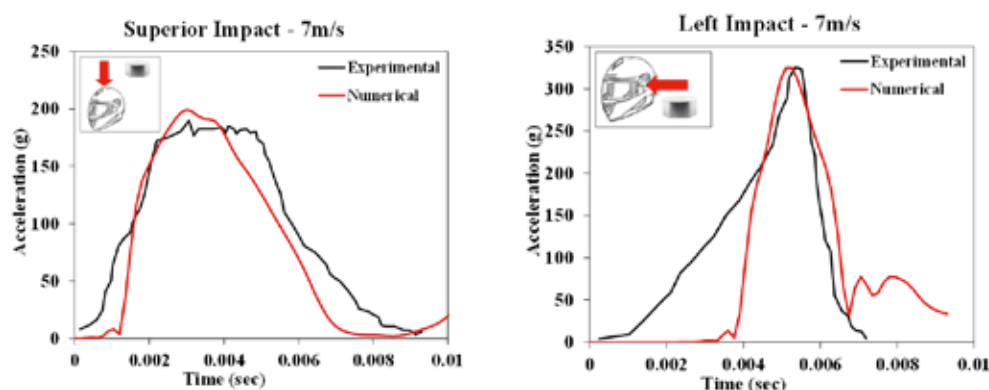 Superior Impact - 7m/s
250
200
150
100
50
0
Acceleration (g)
Experimental
Numerical
0
0.002
0.004
0.006
0.008
0.01
Time (sec)
Left Impact - 7m/s
350
300
250
200
150
100
50
0
Acceleration (g)
Experimental
Numerical
0
0.002
0.004
0.006
0.008
0.01
Time (sec)